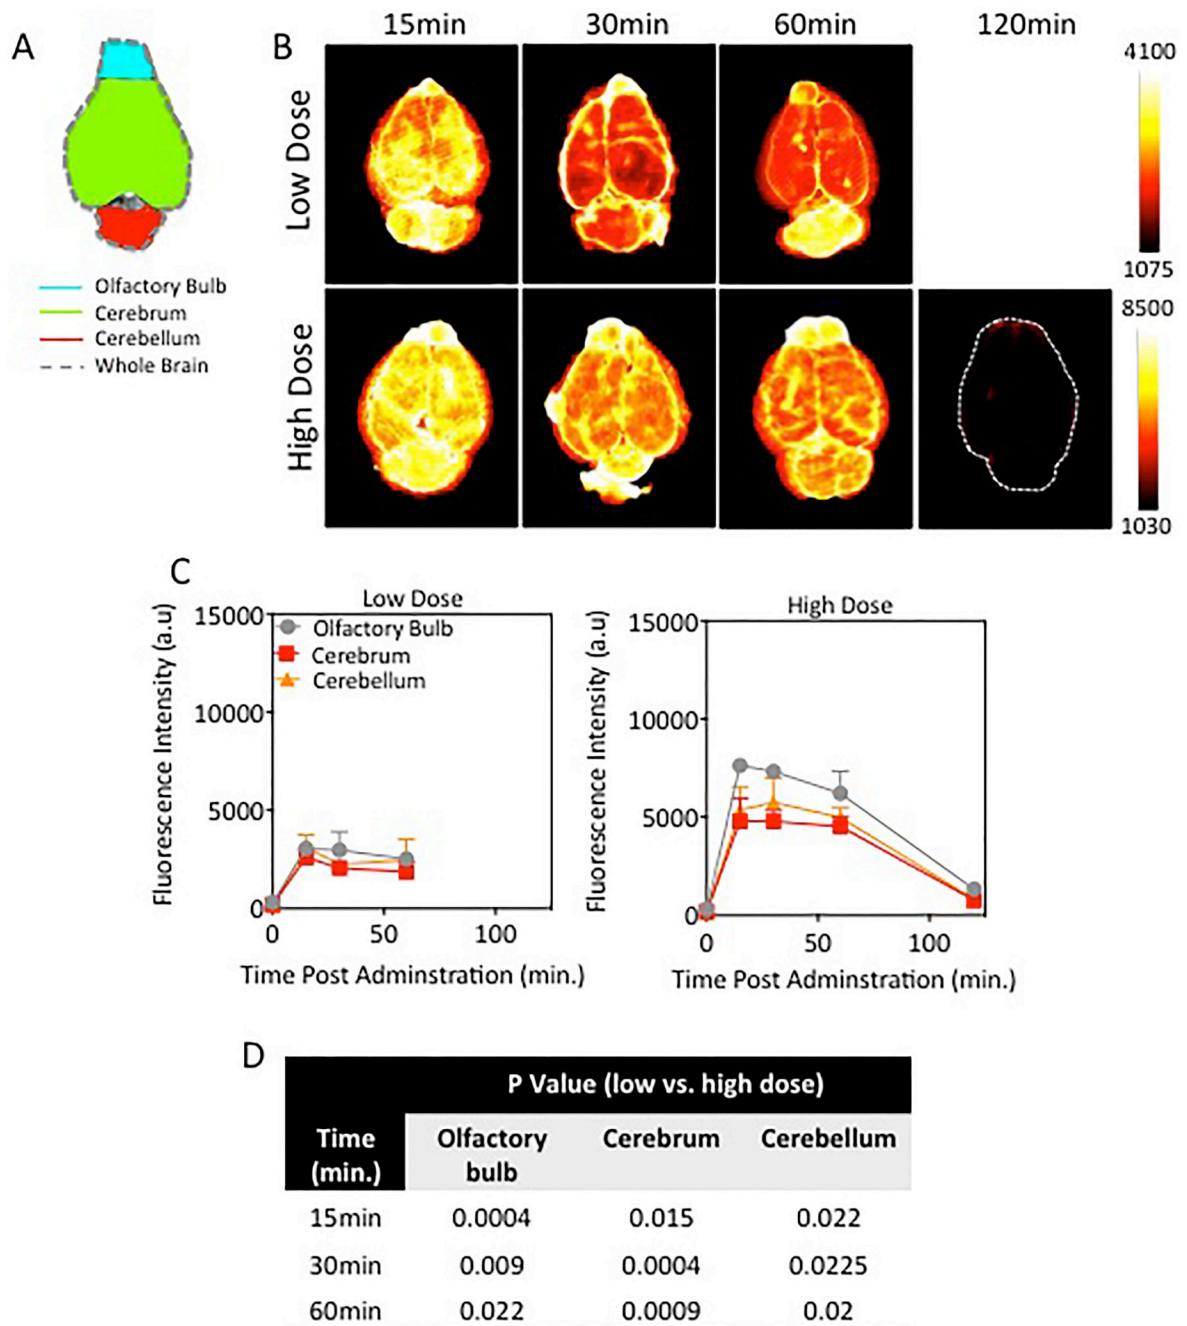 A
Olfactory Bulb
Cerebrum
Cerebellum
Whole Brain
B
15min 30min 60min 120min
Low Dose
High Dose
4100
1075
8500
1030
C
Low Dose
Fluorescence Intensity (a.u)
15000
10000
5000
0
Olfactory Bulb
Cerebrum
Cerebellum
0 50 100
Time Post Adminstration (min.)
High Dose
Fluorescence Intensity (a.u)
15000
10000
5000
0
0 50 100
Time Post Adminstration (min.)
D
P Value (low vs. high dose)
Time (min.) Olfactory bulb Cerebrum Cerebellum
15min 0.0004 0.015 0.022
30min 0.009 0.0004 0.0225
60min 0.022 0.0009 0.02